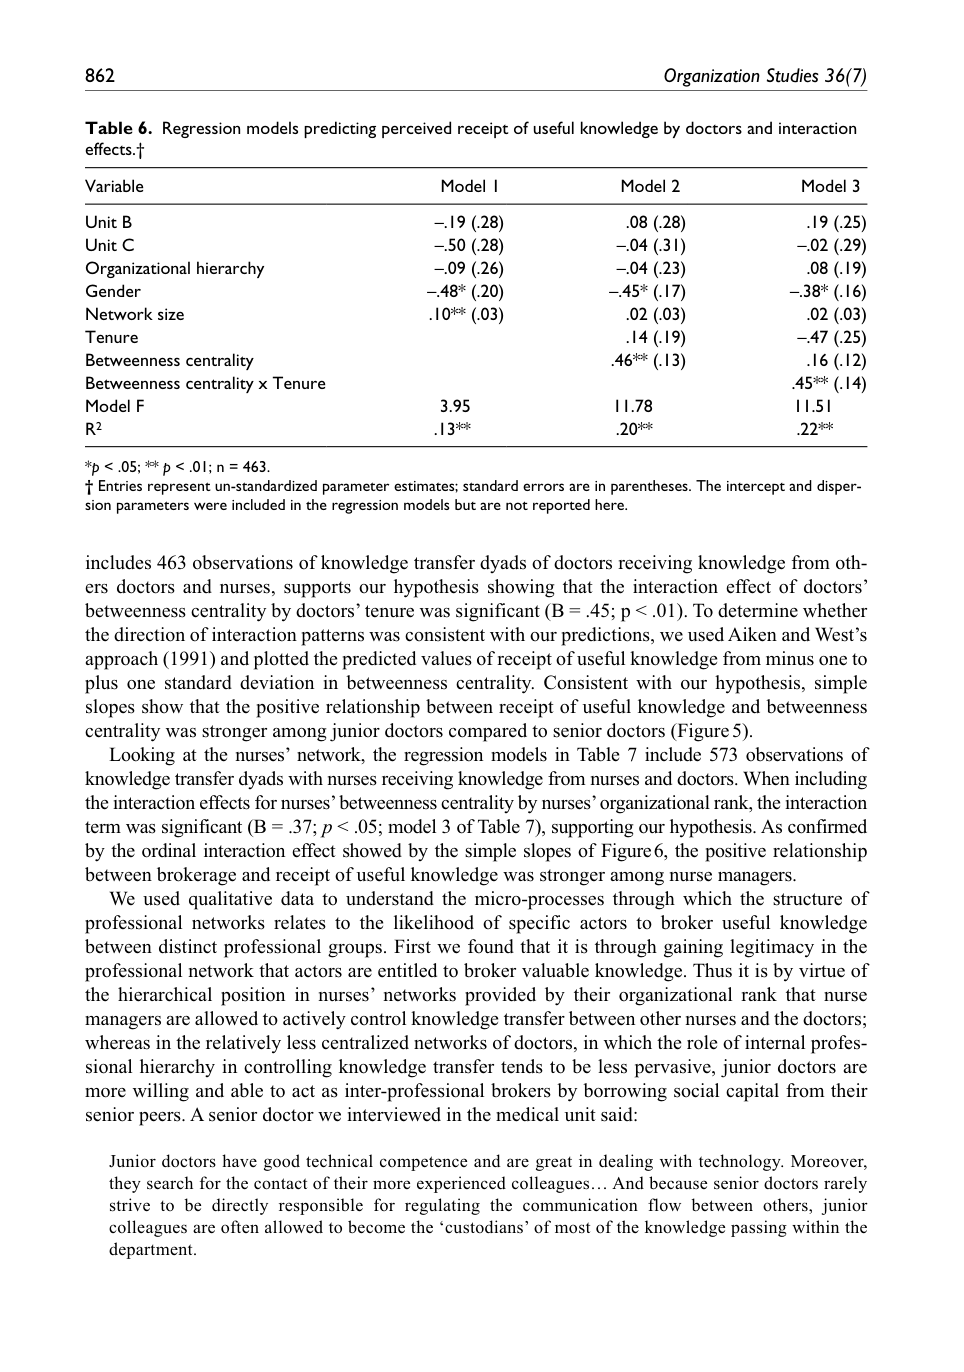 862 Organization Studies 36(7)
Table 6. Regression models predicting perceived receipt of useful knowledge by doctors and interaction
effects.†
Variable Model 1 Model 2 Model 3
Unit B –.19 (.28) .08 (.28) .19 (.25)
Unit C –.50 (.28) –.04 (.31) –.02 (.29)
Organizational hierarchy –.09 (.26) –.04 (.23) .08 (.19)
Gender –.48* (.20) –.45* (.17) –.38* (.16)
Network size .10** (.03) .02 (.03) .02 (.03)
Tenure .14 (.19) –.47 (.25)
Betweenness centrality .46** (.13) .16 (.12)
Betweenness centrality x Tenure .45** (.14)
Model F 3.95 11.78 11.51
R² .13** .20** .22**
*p < .05; ** p < .01; n = 463.
† Entries represent un-standardized parameter estimates; standard errors are in parentheses. The intercept and disper-
sion parameters were included in the regression models but are not reported here.
includes 463 observations of knowledge transfer dyads of doctors receiving knowledge from oth-
ers doctors and nurses, supports our hypothesis showing that the interaction effect of doctors’
betweenness centrality by doctors’ tenure was significant (B = .45; p < .01). To determine whether
the direction of interaction patterns was consistent with our predictions, we used Aiken and West’s
approach (1991) and plotted the predicted values of receipt of useful knowledge from minus one to
plus one standard deviation in betweenness centrality. Consistent with our hypothesis, simple
slopes show that the positive relationship between receipt of useful knowledge and betweenness
centrality was stronger among junior doctors compared to senior doctors (Figure 5).
Looking at the nurses’ network, the regression models in Table 7 include 573 observations of
knowledge transfer dyads with nurses receiving knowledge from nurses and doctors. When including
the interaction effects for nurses’ betweenness centrality by nurses’ organizational rank, the interaction
term was significant (B = .37; p < .05; model 3 of Table 7), supporting our hypothesis. As confirmed
by the ordinal interaction effect showed by the simple slopes of Figure 6, the positive relationship
between brokerage and receipt of useful knowledge was stronger among nurse managers.
We used qualitative data to understand the micro-processes through which the structure of
professional networks relates to the likelihood of specific actors to broker useful knowledge
between distinct professional groups. First we found that it is through gaining legitimacy in the
professional network that actors are entitled to broker valuable knowledge. Thus it is by virtue of
the hierarchical position in nurses’ networks provided by their organizational rank that nurse
managers are allowed to actively control knowledge transfer between other nurses and the doctors;
whereas in the relatively less centralized networks of doctors, in which the role of internal profes-
sional hierarchy in controlling knowledge transfer tends to be less pervasive, junior doctors are
more willing and able to act as inter-professional brokers by borrowing social capital from their
senior peers. A senior doctor we interviewed in the medical unit said:
Junior doctors have good technical competence and are great in dealing with technology. Moreover,
they search for the contact of their more experienced colleagues… And because senior doctors rarely
strive to be directly responsible for regulating the communication flow between others, junior
colleagues are often allowed to become the ‘custodians’ of most of the knowledge passing within the
department.